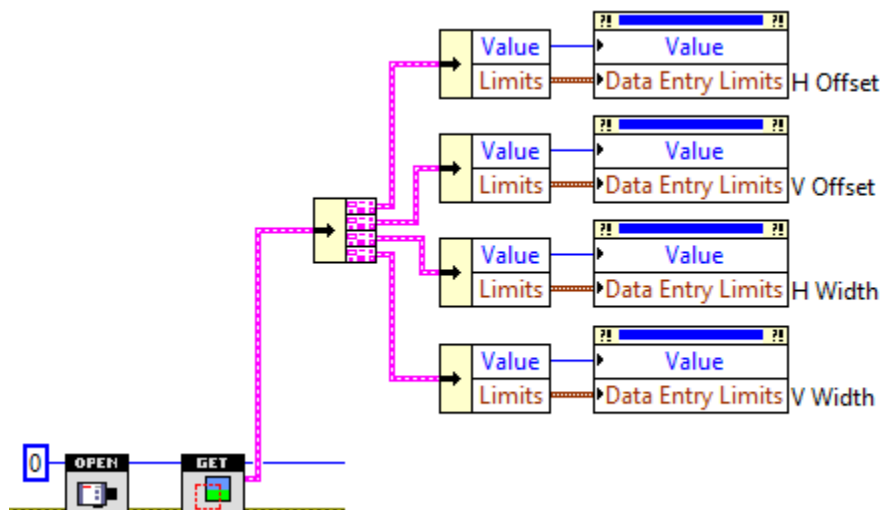 Value
Value
Limits
Data Entry Limits
H Offset
Value
Value
Limits
Data Entry Limits
V Offset
Value
Value
Limits
Data Entry Limits
H Width
Value
Value
Limits
Data Entry Limits
V Width
0
OPEN
GET